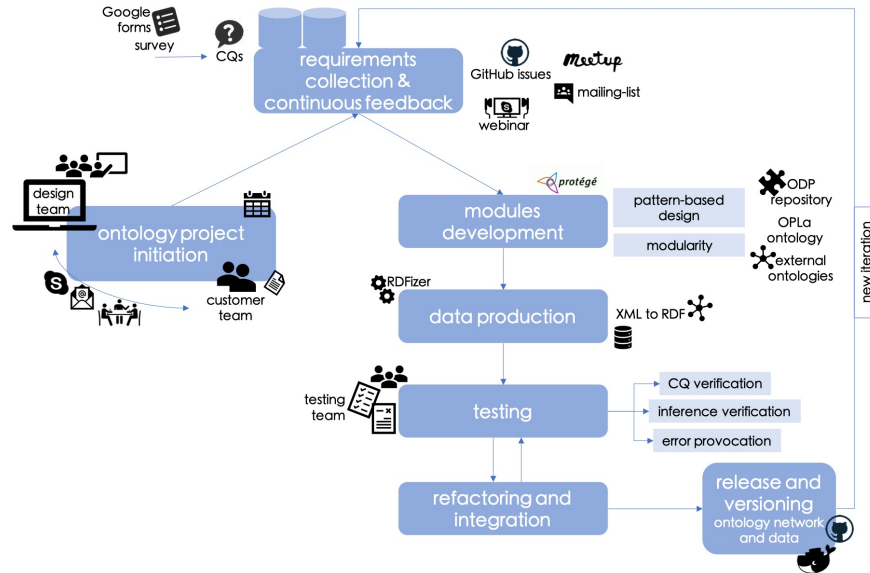 Google
forms
survey
CQs
requirements
collection &
continuous feedback
GitHub issues
Meetup
mailing-list
webinar
design
team
ontology project
initiation
customer
team
protégé
modules
development
pattern-based
design
modularity
ODP
repository
OPLa
ontology
external
ontologies
new iteration
RDFizer
data production
XML to RDF
testing
team
testing
CQ verification
inference verification
error provocation
refactoring and
integration
release and
versioning
ontology network
and data